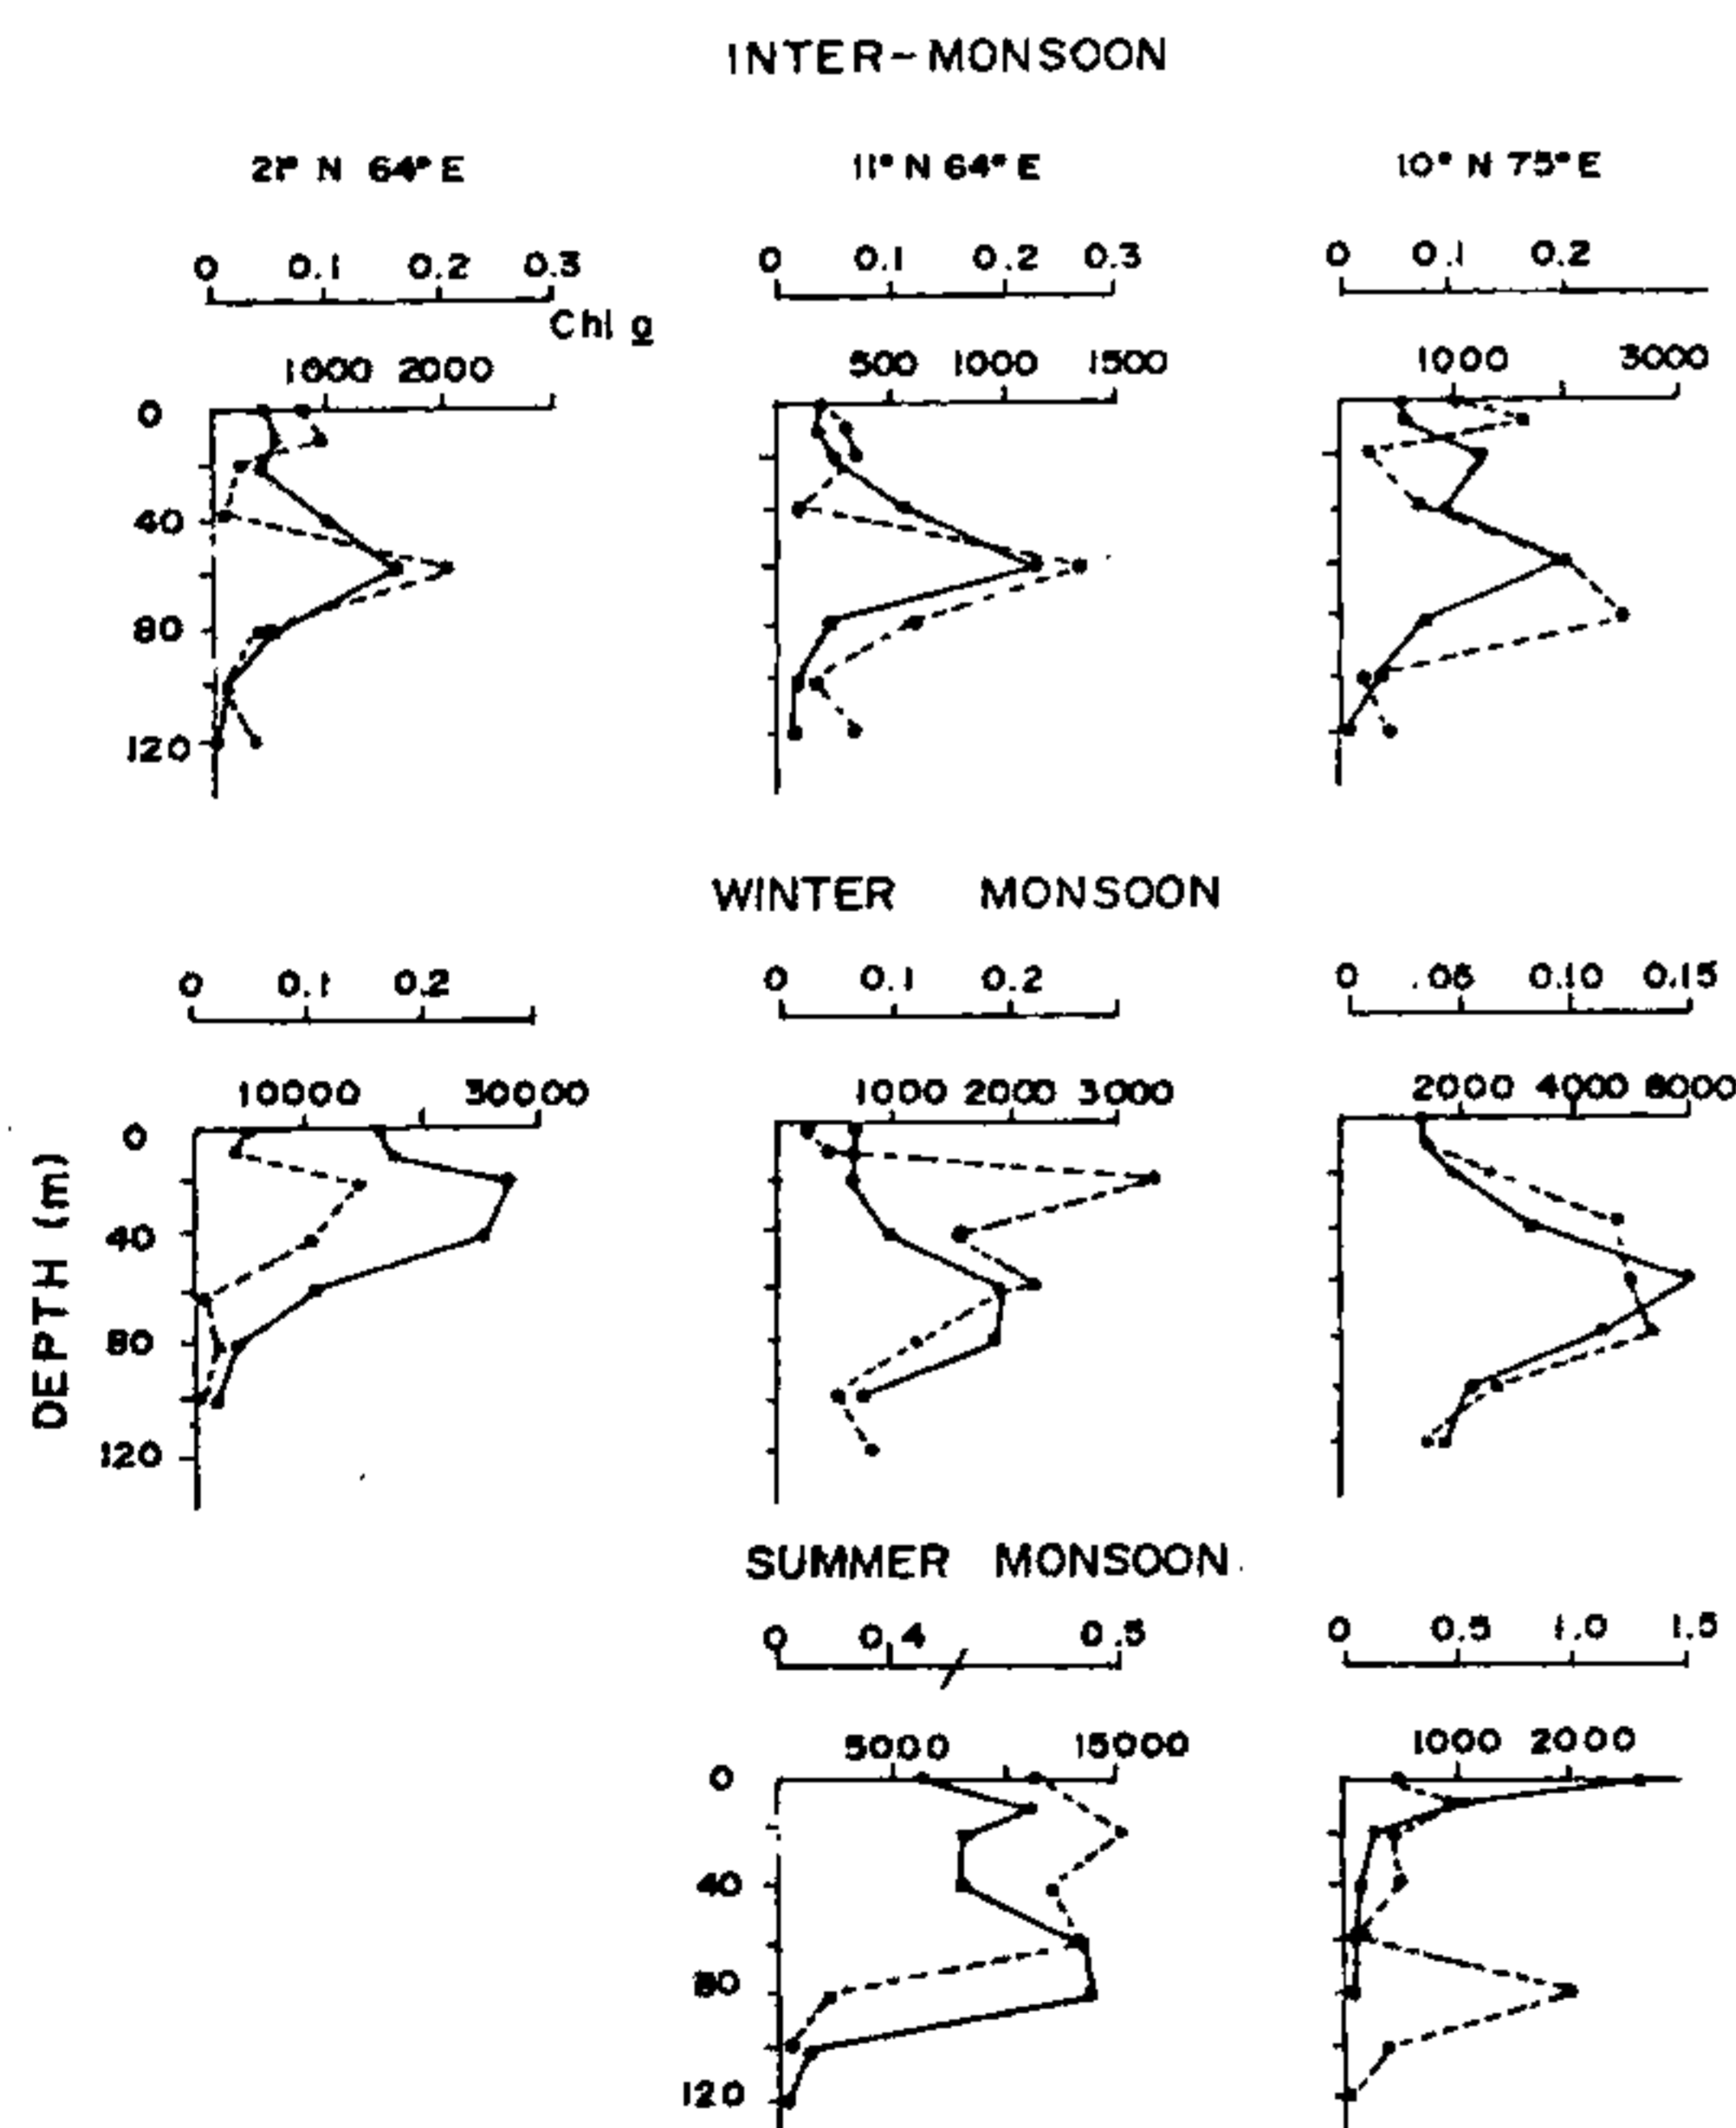 INTER-MONSOON
21° N 64° E 11° N 64° E 10° N 75° E
0 0.1 0.2 0.3 0 0.1 0.2 0.3 0 0.1 0.2
Chl a
1000 2000 500 1000 1500 1000 3000
0
40
80
120
WINTER MONSOON
0 0.1 0.2 0 0.1 0.2 0 .05 0.10 0.15
10000 30000 1000 2000 3000 2000 4000 6000
0
40
80
120
DEPTH (m)
SUMMER MONSOON
0 0.4 0.5 0 0.5 1.0 1.5
5000 15000 1000 2000
0
40
80
120